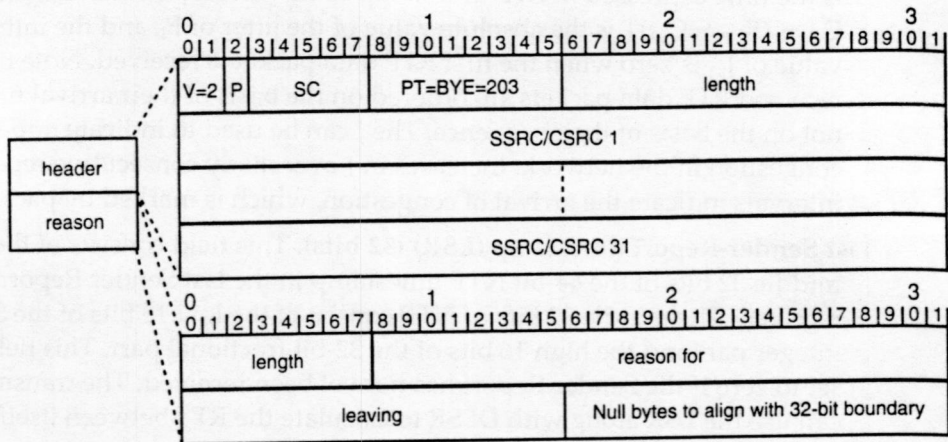 0 1 2 3
0|1|2|3|4|5|6|7|8|9|0|1|2|3|4|5|6|7|8|9|0|1|2|3|4|5|6|7|8|9|0|1
V=2 P SC PT=BYE=203 length
SSRC/CSRC 1
header
reason
SSRC/CSRC 31
0 1 2 3
0|1|2|3|4|5|6|7|8|9|0|1|2|3|4|5|6|7|8|9|0|1|2|3|4|5|6|7|8|9|0|1
length reason for
leaving Null bytes to align with 32-bit boundary